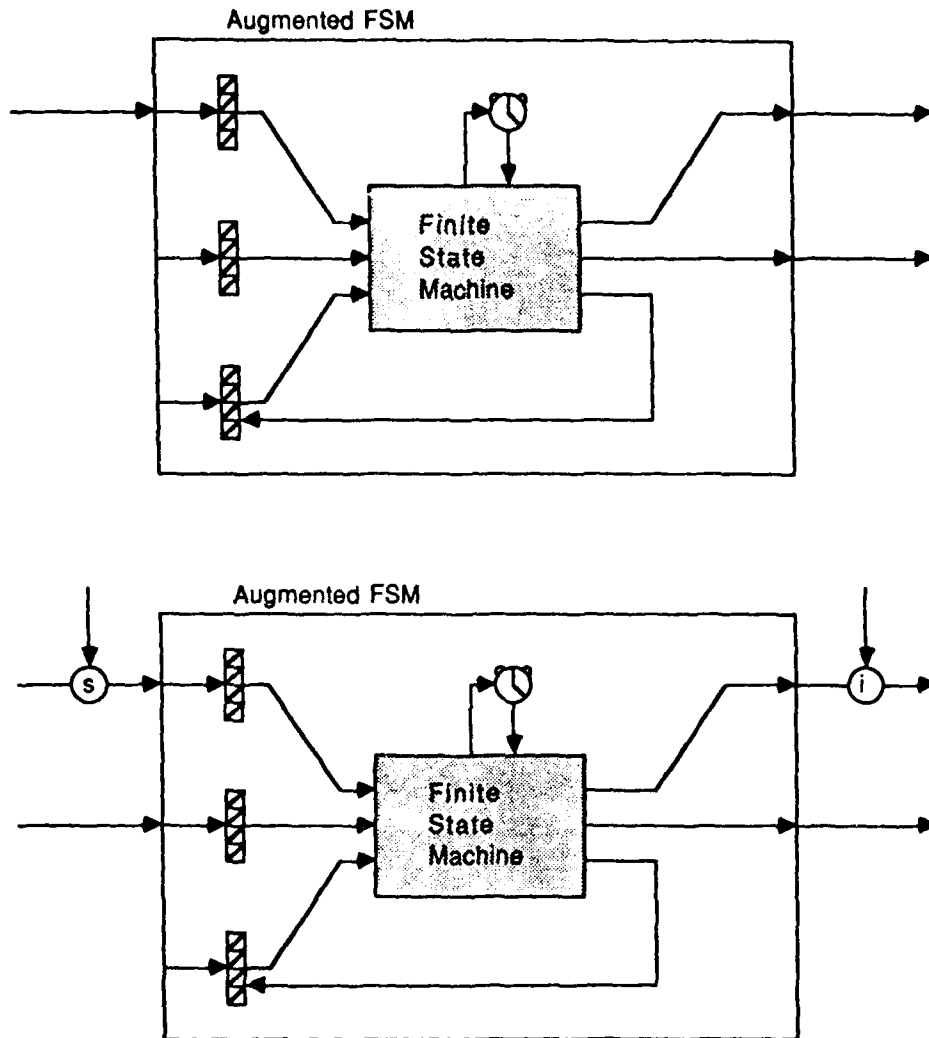 Augmented FSM
Finite
State
Machine
Augmented FSM
s
i
Finite
State
Machine